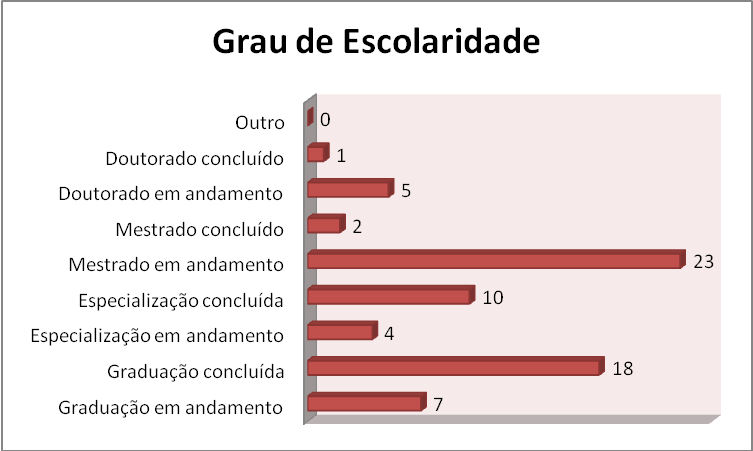 Grau de Escolaridade
Outro 0
Doutorado concluído 1
Doutorado em andamento 5
Mestrado concluído 2
Mestrado em andamento 23
Especialização concluída 10
Especialização em andamento 4
Graduação concluída 18
Graduação em andamento 7